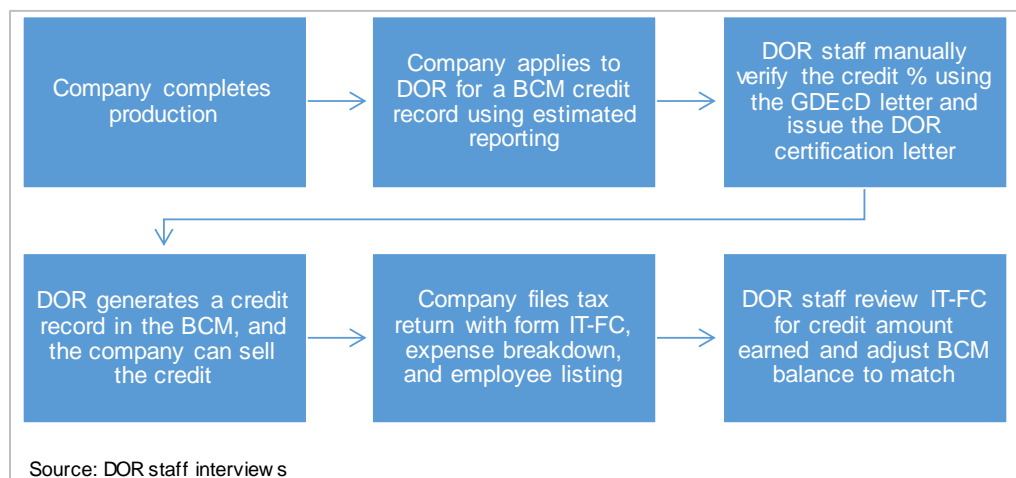 Company completes
production
Company applies to
DOR for a BCM credit
record using estimated
reporting
DOR staff manually
verify the credit % using
the GDEcD letter and
issue the DOR
certification letter
DOR generates a credit
record in the BCM, and
the company can sell
the credit
Company files tax
return with form IT-FC,
expense breakdown,
and employee listing
DOR staff review IT-FC
for credit amount
earned and adjust BCM
balance to match
Source: DOR staff interviews